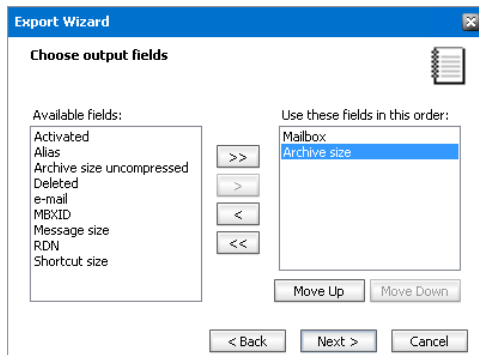 Export Wizard
Choose output fields
Available fields:
Activated
Alias
Archive size uncompressed
Deleted
e-mail
MBXID
Message size
RDN
Shortcut size
>>
>
<
<<
Use these fields in this order:
Mailbox
Archive size
Move Up
Move Down
< Back
Next >
Cancel